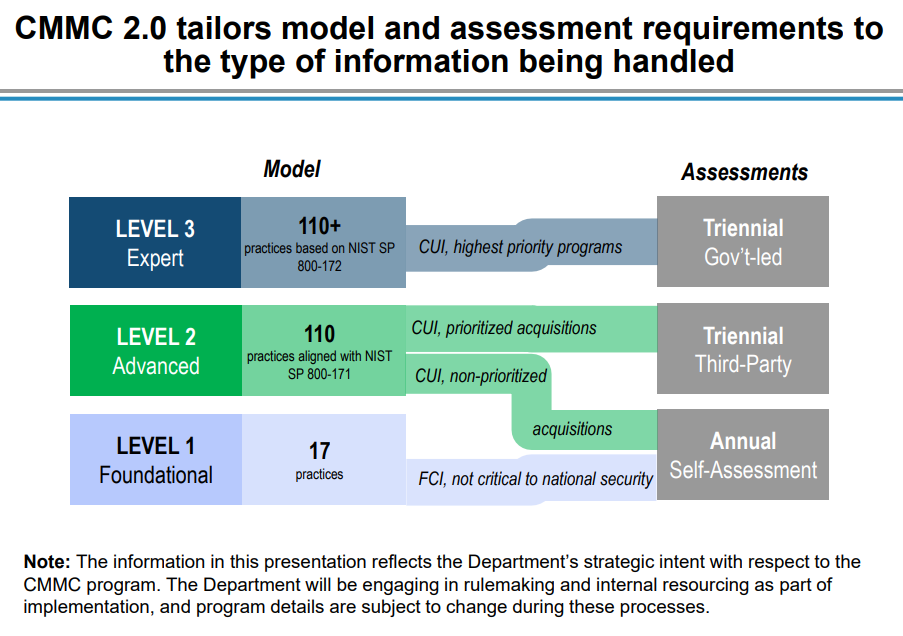 CMMC 2.0 tailors model and assessment requirements to
the type of information being handled
Model
Assessments
LEVEL 3
Expert
110+
practices based on NIST SP
800-172
CUI, highest priority programs
Triennial
Gov’t-led
LEVEL 2
Advanced
110
practices aligned with NIST
SP 800-171
CUI, prioritized acquisitions
CUI, non-prioritized
acquisitions
Triennial
Third-Party
LEVEL 1
Foundational
17
practices
FCI, not critical to national security
Annual
Self-Assessment
Note: The information in this presentation reflects the Department’s strategic intent with respect to the
CMMC program. The Department will be engaging in rulemaking and internal resourcing as part of
implementation, and program details are subject to change during these processes.